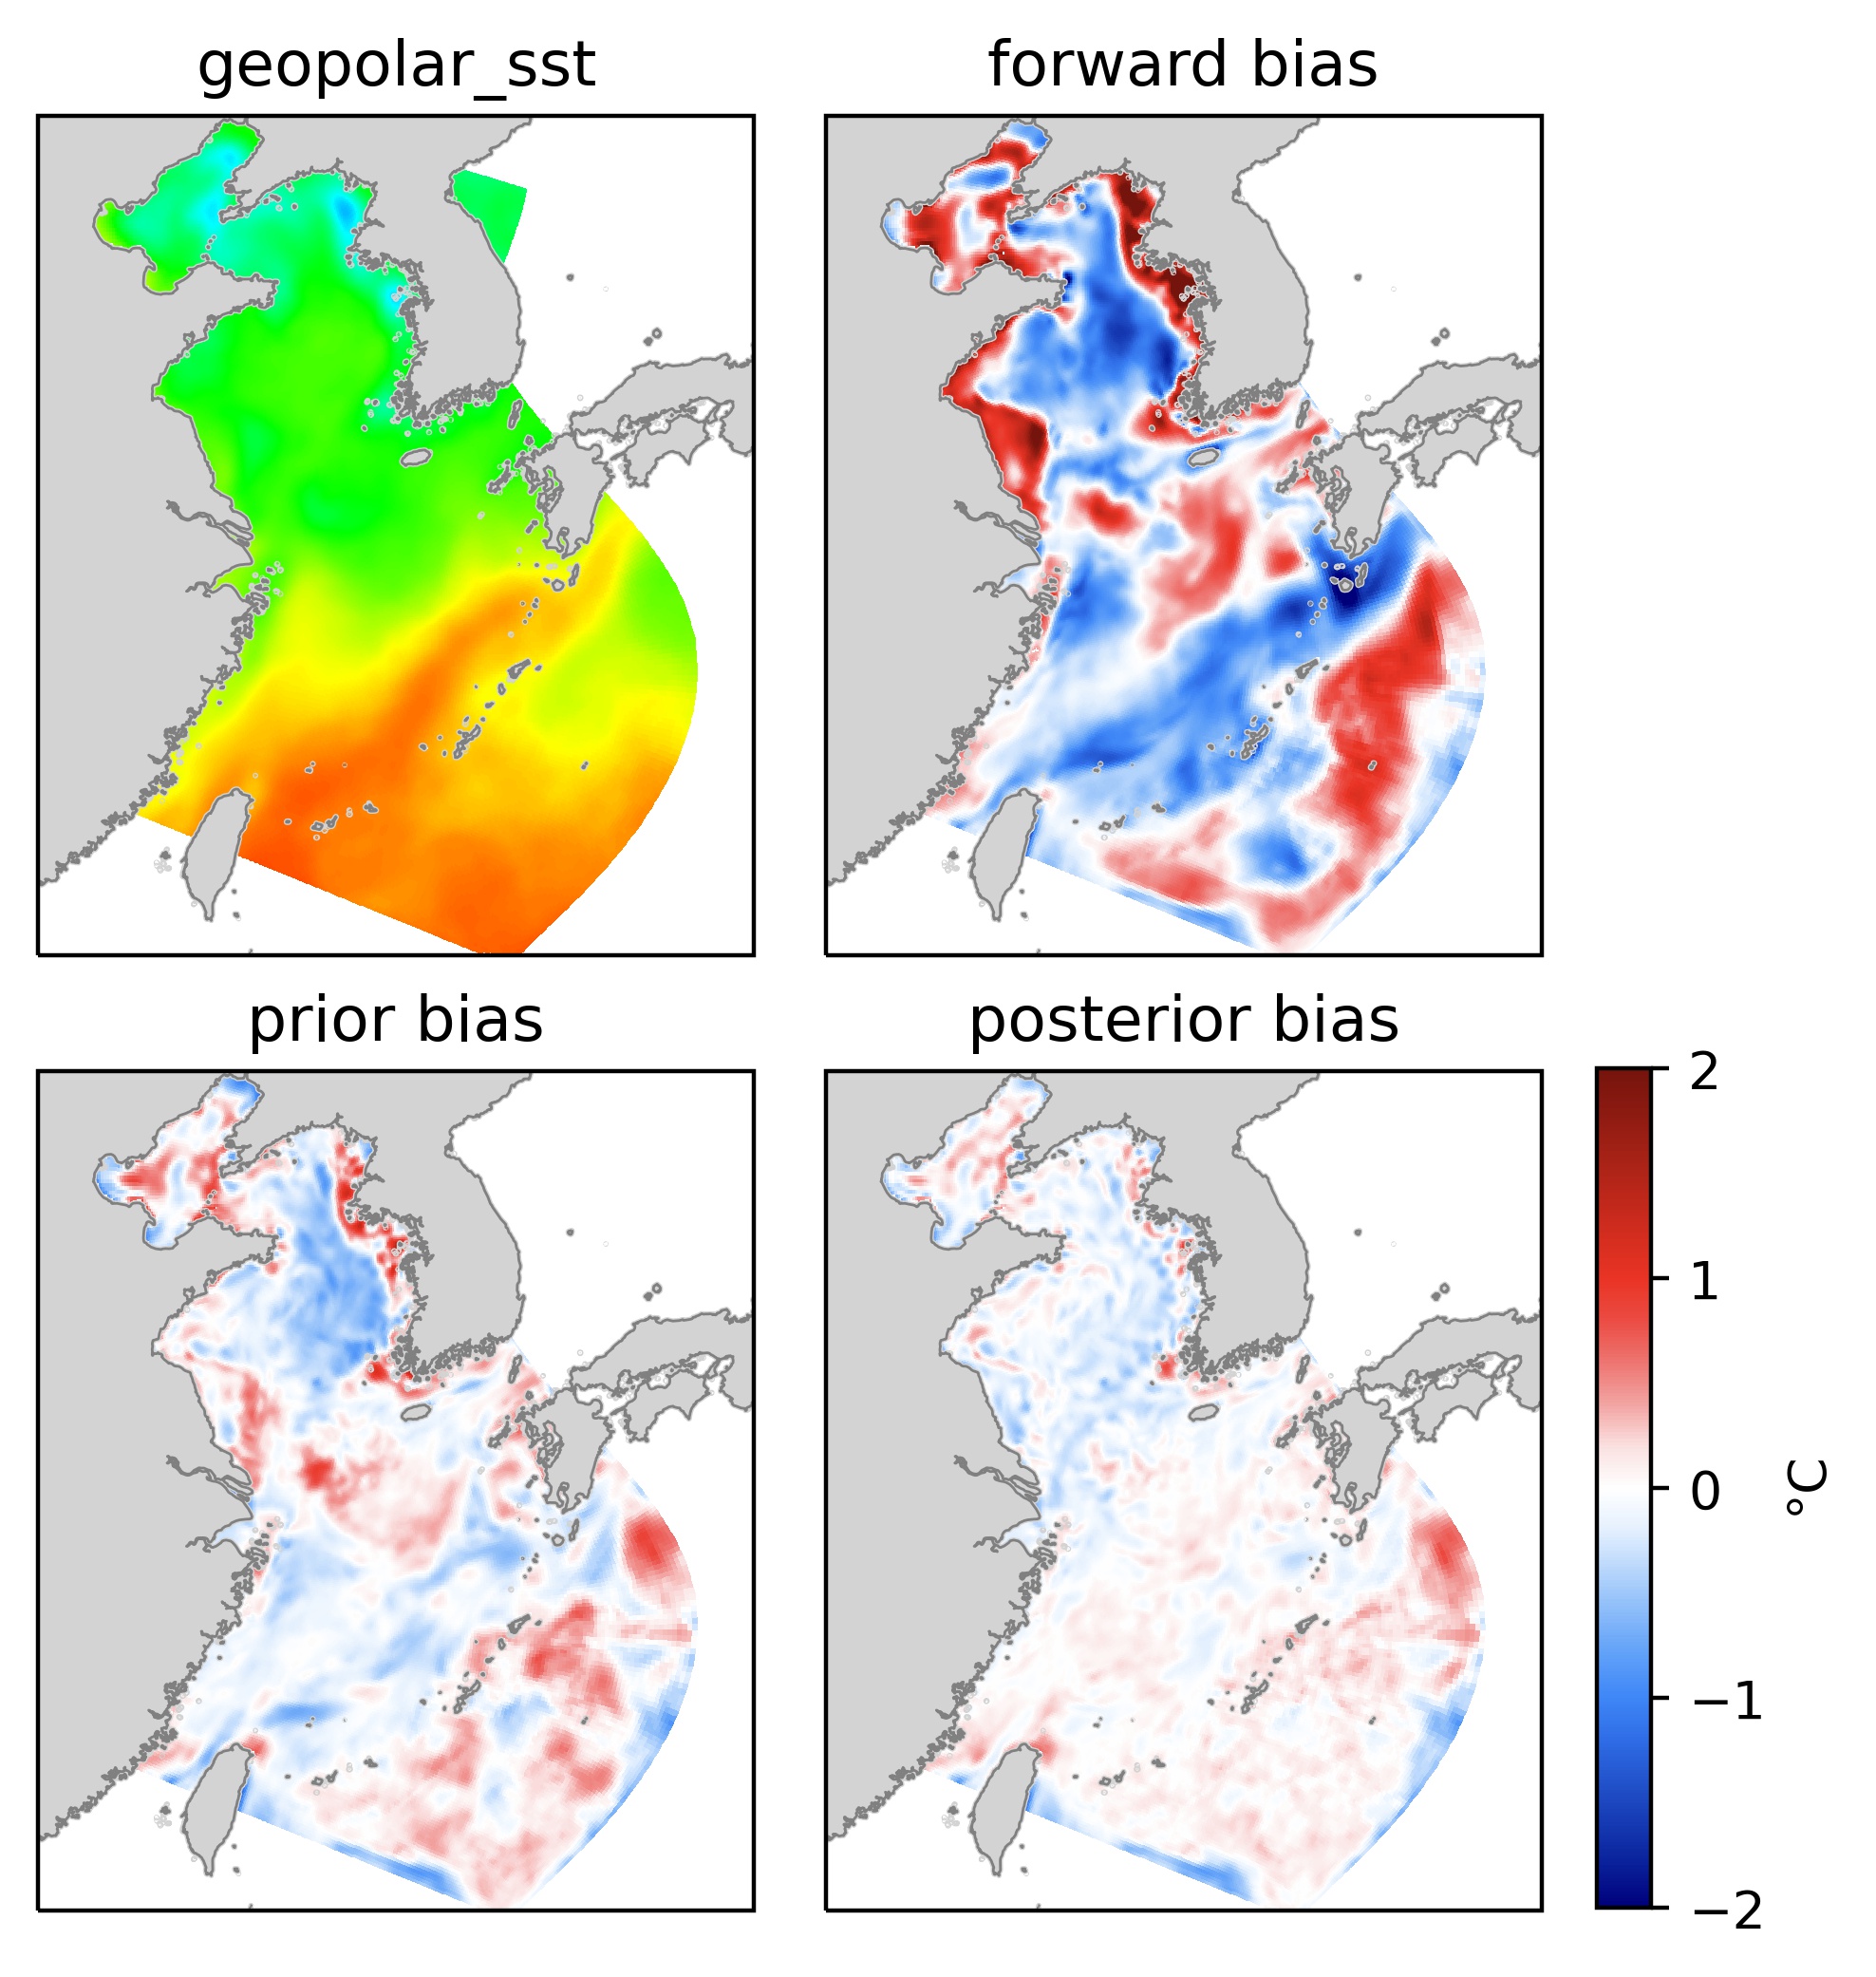 geopolar_sst
forward bias
prior bias
posterior bias
2
1
0
−1
−2
°C